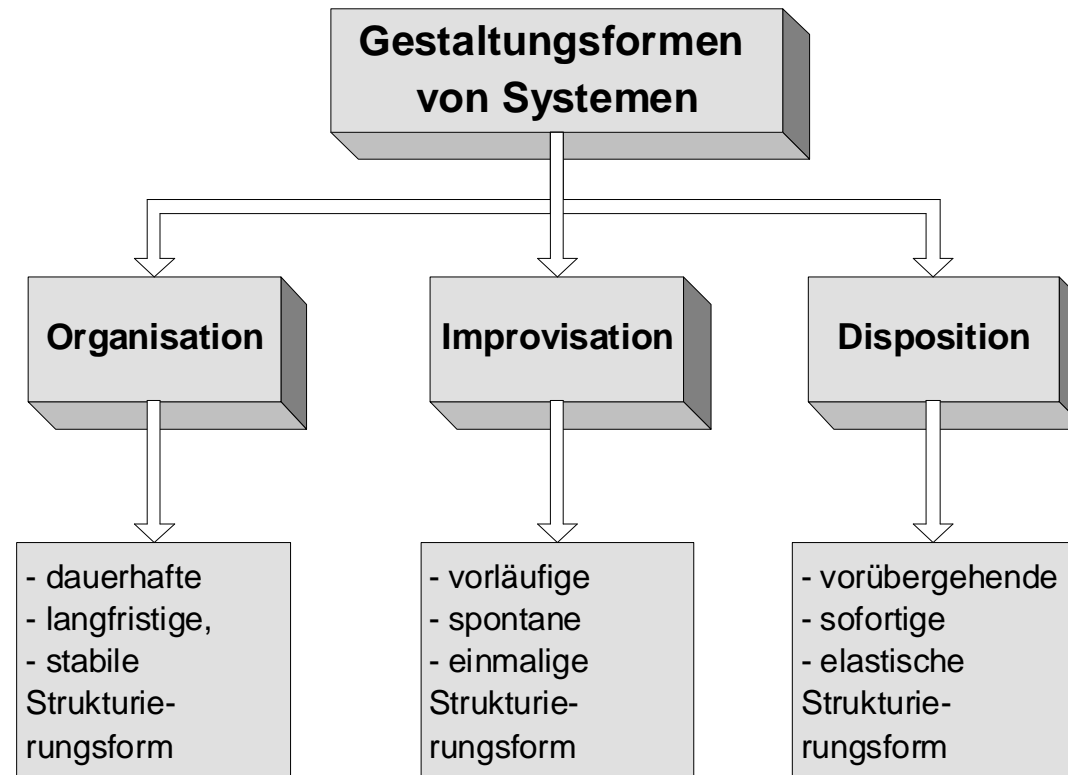 Gestaltungsformen
von Systemen
Organisation
Improvisation
Disposition
- dauerhafte
- langfristige,
- stabile
Strukturie-
rungsform
- vorläufige
- spontane
- einmalige
Strukturie-
rungsform
- vorübergehende
- sofortige
- elastische
Strukturie-
rungsform